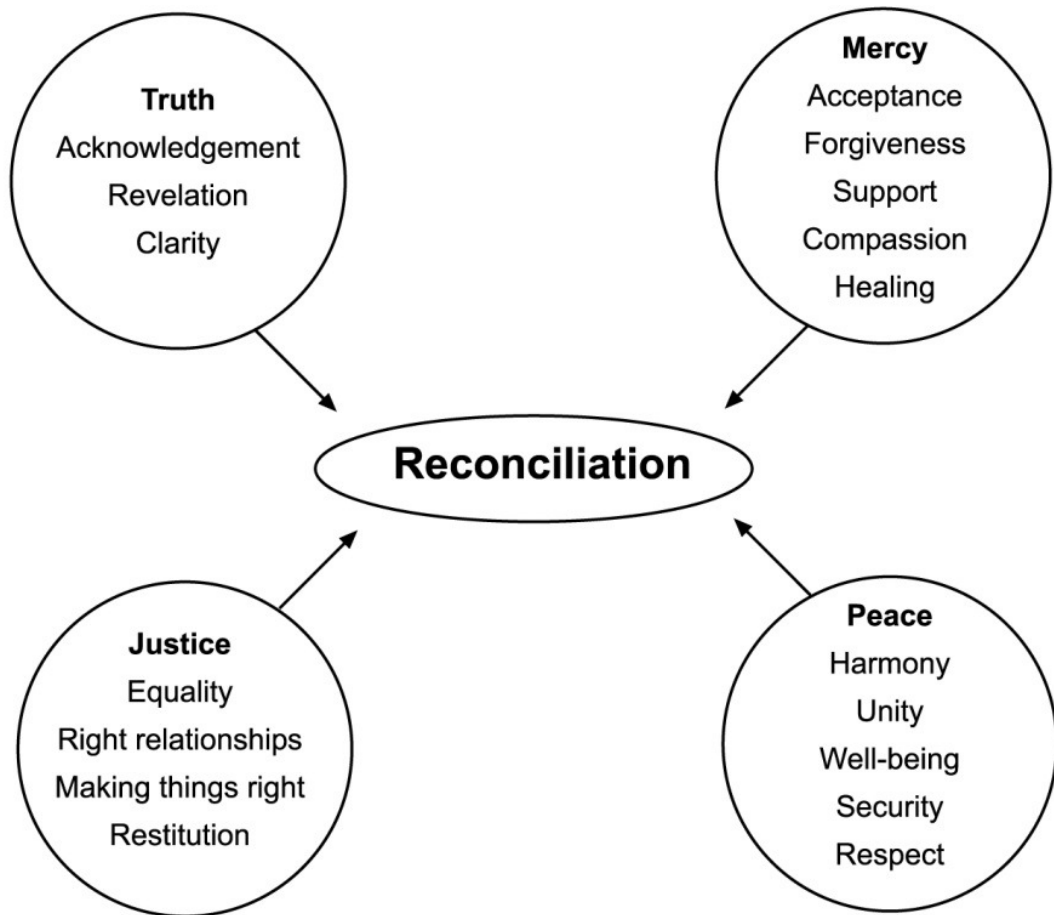 Truth
Acknowledgement
Revelation
Clarity
Mercy
Acceptance
Forgiveness
Support
Compassion
Healing
Reconciliation
Justice
Equality
Right relationships
Making things right
Restitution
Peace
Harmony
Unity
Well-being
Security
Respect